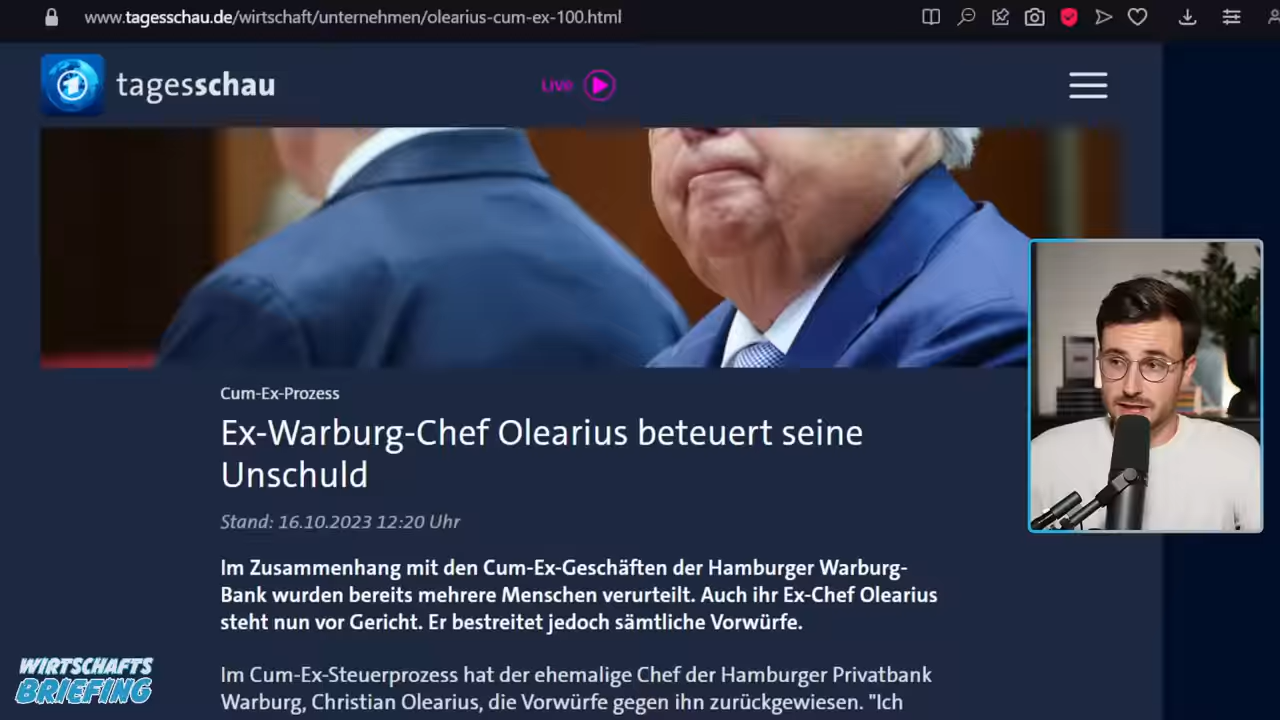 www.tagesschau.de/wirtschaft/unternehmen/olearius-cum-ex-100.html
tagesschau
Live
Cum-Ex-Prozess
Ex-Warburg-Chef Olearius beteuert seine
Unschuld
Stand: 16.10.2023 12:20 Uhr
Im Zusammenhang mit den Cum-Ex-Geschäften der Hamburger Warburg-
Bank wurden bereits mehrere Menschen verurteilt. Auch ihr Ex-Chef Olearius
steht nun vor Gericht. Er bestreitet jedoch sämtliche Vorwürfe.
Im Cum-Ex-Steuerprozess hat der ehemalige Chef der Hamburger Privatbank
Warburg, Christian Olearius, die Vorwürfe gegen ihn zurückgewiesen. "Ich
WIRTSCHAFTS
BRIEFING